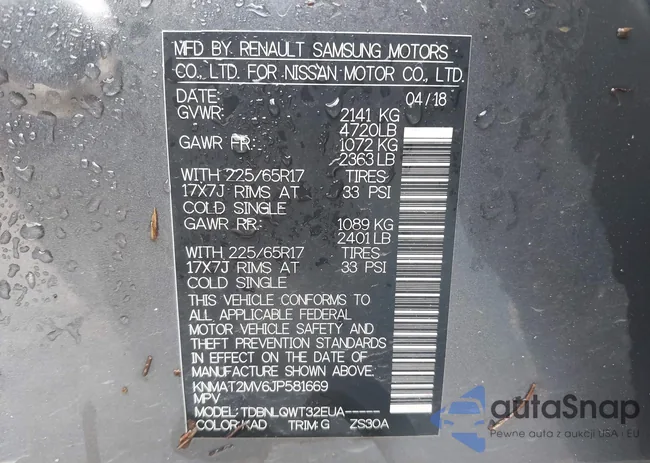 MFD BY RENAULT SAMSUNG MOTORS
CO., LTD. FOR NISSAN MOTOR CO., LTD.
DATE: 04/18
GVWR: 2141 KG
4720LB
GAWR FR: 1072 KG
2363 LB
WITH 225/65R17 TIRES
17X7J RIMS AT 33 PSI
COLD SINGLE
GAWR RR: 1089 KG
2401 LB
WITH 225/65R17 TIRES
17X7J RIMS AT 33 PSI
COLD SINGLE
THIS VEHICLE CONFORMS TO
ALL APPLICABLE FEDERAL
MOTOR VEHICLE SAFETY AND
THEFT PREVENTION STANDARDS
IN EFFECT ON THE DATE OF
MANUFACTURE SHOWN ABOVE.
KNMAT2MV6JP581669
MPV
MODEL: TDBNLQWT32EUA-----
COLOR: KAD TRIM: G ZS30A
autoSnap
Pewne auta z aukcji USA i EU